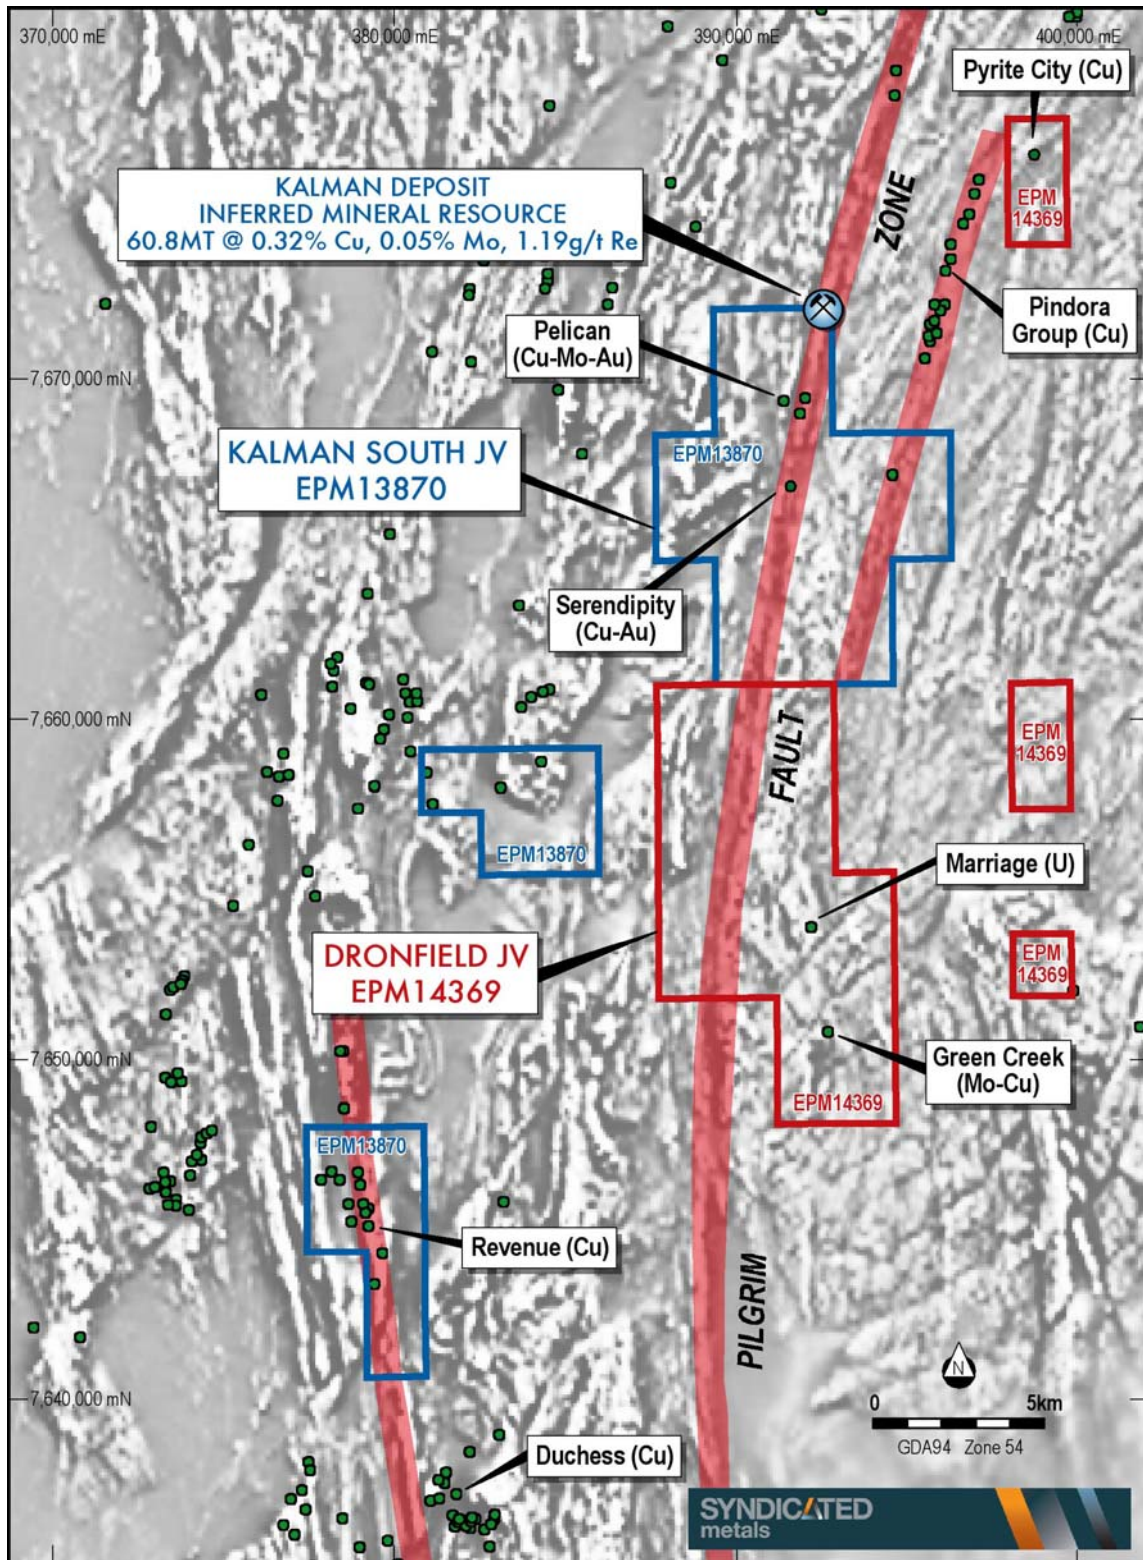 370,000 mE
380,000 mE
390,000 mE
400,000 mE
Pyrite City (Cu)
EPM
14369
KALMAN DEPOSIT
INFERRED MINERAL RESOURCE
60.8MT @ 0.32% Cu, 0.05% Mo, 1.19g/t Re
ZONE
Pindora
Group (Cu)
Pelican
(Cu-Mo-Au)
7,670,000 mN
KALMAN SOUTH JV
EPM13870
EPM13870
Serendipity
(Cu-Au)
7,660,000 mN
FAULT
EPM
14369
EPM13870
Marriage (U)
DRONFIELD JV
EPM14369
EPM
14369
7,650,000 mN
Green Creek
(Mo-Cu)
EPM14369
EPM13870
Revenue (Cu)
PILGRIM
N
7,640,000 mN
0 5km
GDA94 Zone 54
Duchess (Cu)
SYNDICATED
metals